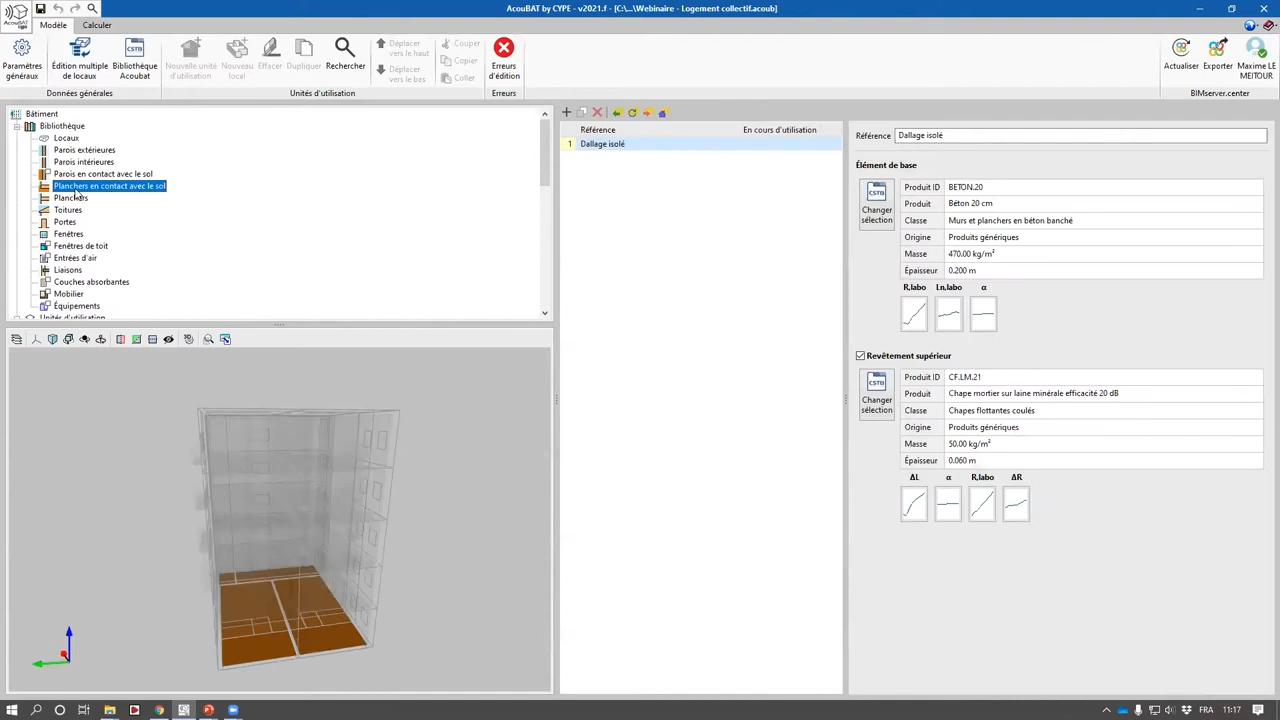 AcouBAT by CYPE - v2021.f - [C:\...\Webinaire - Logement collectif.acoub]
Modèle
Calculer
Paramètres généraux
Édition multiple de locaux
Bibliothèque Acoubat
Données générales
Nouvelle unité d'utilisation
Nouveau local
Effacer
Dupliquer
Rechercher
Déplacer vers le haut
Déplacer vers le bas
Couper
Copier
Coller
Unités d'utilisation
Erreurs d'édition
Erreurs
Actualiser
Exporter
Maxime LE MEITOUR
BIMserver.center
Bâtiment
Bibliothèque
Locaux
Parois extérieures
Parois intérieures
Parois en contact avec le sol
Planchers en contact avec le sol
Planchers
Toitures
Portes
Fenêtres
Fenêtres de toit
Entrées d'air
Liaisons
Couches absorbantes
Mobilier
Équipements
Unités d'utilisation
Référence En cours d'utilisation
1 Dallage isolé
Référence Dallage isolé
Élément de base
CSTB
Changer sélection
Produit ID BETON.20
Produit Béton 20 cm
Classe Murs et planchers en béton banché
Origine Produits génériques
Masse 470.00 kg/m²
Épaisseur 0.200 m
R,labo Ln,labo α
Revêtement supérieur
CSTB
Changer sélection
Produit ID CF.LM.21
Produit Chape mortier sur laine minérale efficacité 20 dB
Classe Chapes flottantes coulés
Origine Produits génériques
Masse 50.00 kg/m²
Épaisseur 0.060 m
ΔL α R,labo ΔR
FRA 11:17